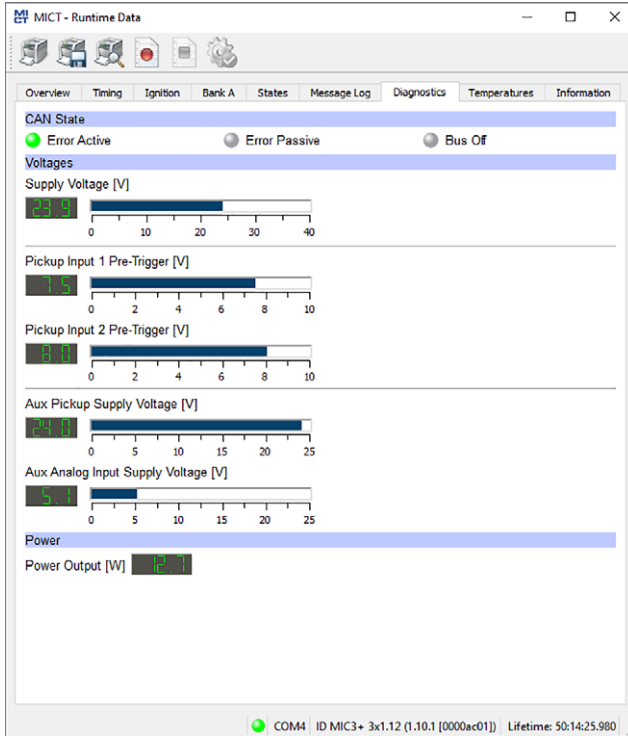 MICT - Runtime Data
Overview Timing Ignition Bank A States Message Log Diagnostics Temperatures Information
CAN State
Error Active Error Passive Bus Off
Voltages
Supply Voltage [V]
23.9
0 10 20 30 40
Pickup Input 1 Pre-Trigger [V]
7.5
0 2 4 6 8 10
Pickup Input 2 Pre-Trigger [V]
8.0
0 2 4 6 8 10
Aux Pickup Supply Voltage [V]
24.0
0 5 10 15 20 25
Aux Analog Input Supply Voltage [V]
5.1
0 5 10 15 20 25
Power
Power Output [W] 12.7
COM4 ID MIC3+ 3x1.12 (1.10.1 [0000ac01]) Lifetime: 50:14:25.980